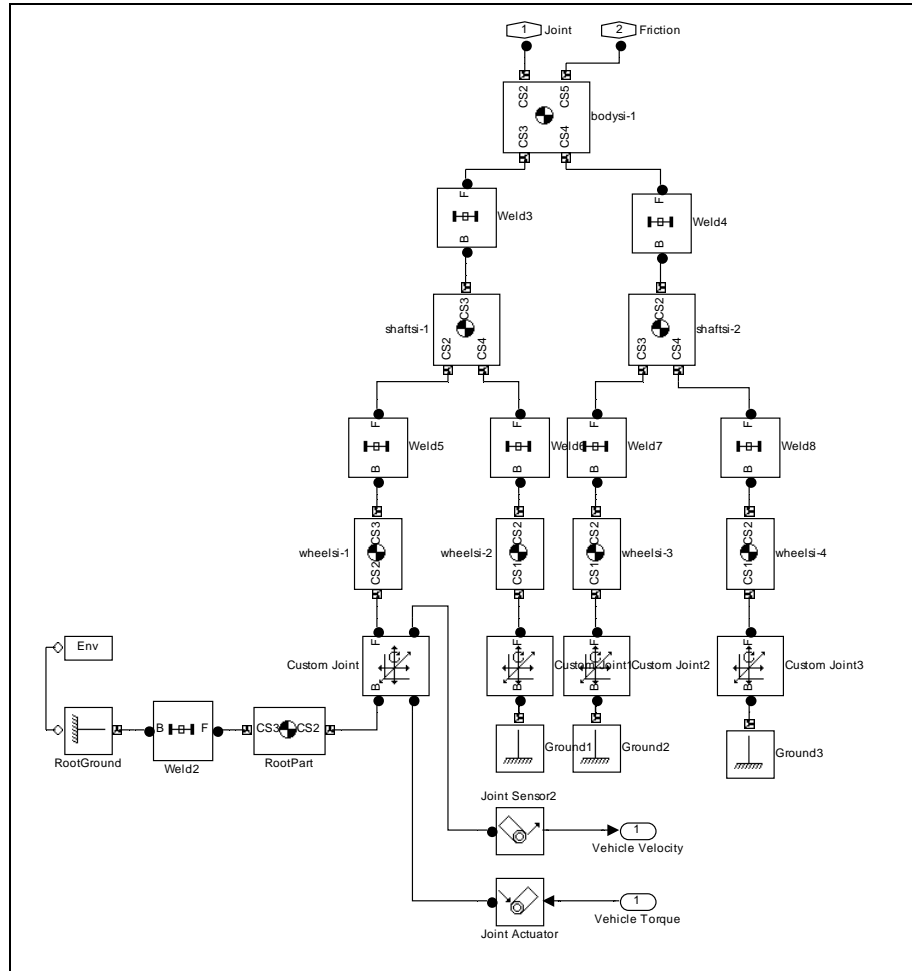 1 Joint
2 Friction
CS2 CS5
bodysi-1
CS3 CS4
F
Weld3
B
F
Weld4
B
CS3
shaftsi-1
CS2 CS4
CS2
shaftsi-2
CS3 CS4
F
Weld5
B
F
Weld6
B
F
Weld7
B
F
Weld8
B
CS3
wheelsi-1
CS2
CS2
wheelsi-2
CS1
CS2
wheelsi-3
CS1
CS2
wheelsi-4
CS1
Env
Custom Joint
F
C
B
F
C
B
Custom Joint1
F
C
B
Custom Joint2
F
C
B
Custom Joint3
RootGround
B F
Weld2
CS3 CS2
RootPart
Ground1
Ground2
Ground3
Joint Sensor2
1
Vehicle Velocity
1
Vehicle Torque
Joint Actuator